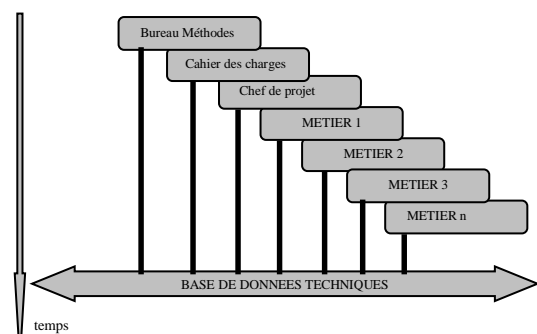 Bureau Méthodes
Cahier des charges
Chef de projet
METIER 1
METIER 2
METIER 3
METIER n
BASE DE DONNEES TECHNIQUES
temps